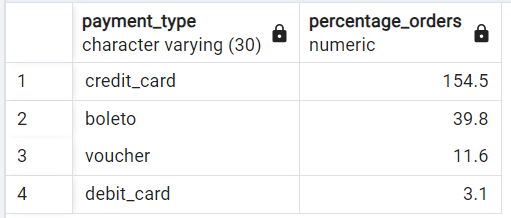 payment_type percentage_orders
character varying (30) numeric
1 credit_card 154.5
2 boleto 39.8
3 voucher 11.6
4 debit_card 3.1